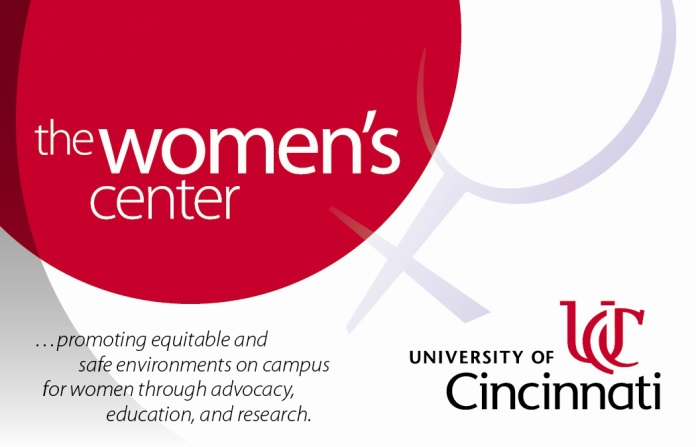 the women's
center
…promoting equitable and
safe environments on campus
for women through advocacy,
education, and research.
UC
UNIVERSITY OF
Cincinnati